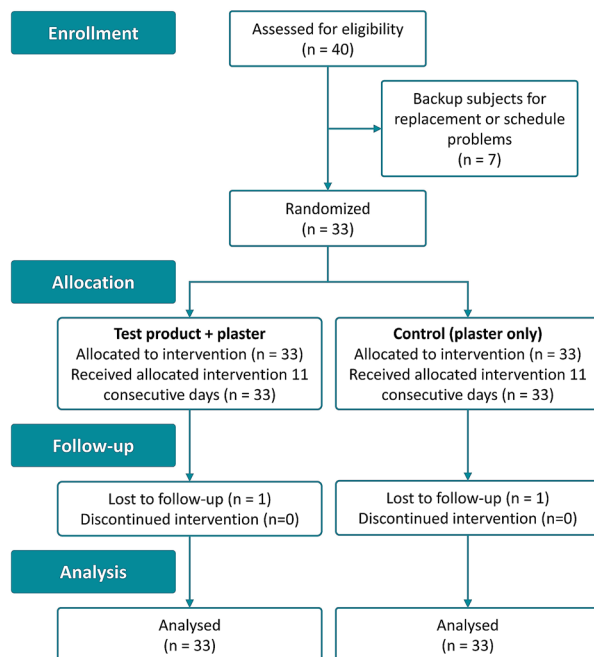 Enrollment
Assessed for eligibility
(n = 40)
Backup subjects for
replacement or schedule
problems
(n = 7)
Randomized
(n = 33)
Allocation
Test product + plaster
Allocated to intervention (n = 33)
Received allocated intervention 11
consecutive days (n = 33)
Control (plaster only)
Allocated to intervention (n = 33)
Received allocated intervention 11
consecutive days (n = 33)
Follow-up
Lost to follow-up (n = 1)
Discontinued intervention (n=0)
Lost to follow-up (n = 1)
Discontinued intervention (n=0)
Analysis
Analysed
(n = 33)
Analysed
(n = 33)